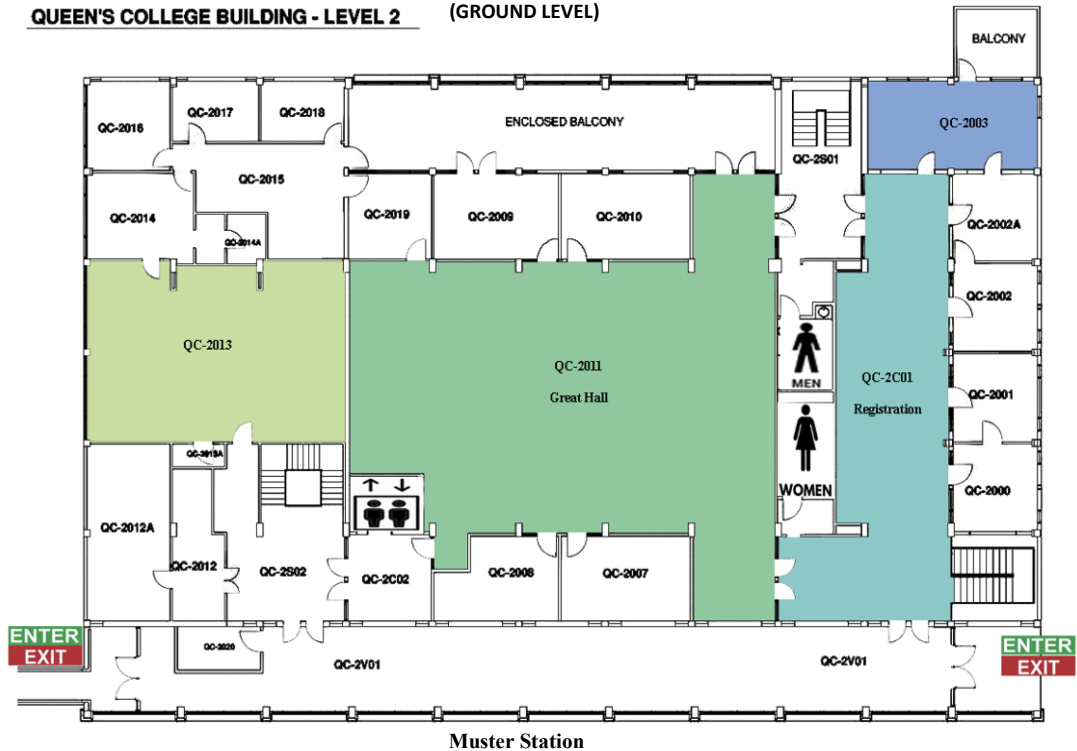 QUEEN'S COLLEGE BUILDING - LEVEL 2
(GROUND LEVEL)
BALCONY
QC-2016
QC-2017
QC-2018
ENCLOSED BALCONY
QC-2S01
QC-2003
QC-2015
QC-2014
QC-2014A
QC-2019
QC-2009
QC-2010
QC-2002A
QC-2002
QC-2013
QC-2011
Great Hall
MEN
QC-2C01
Registration
QC-2001
QC-2013A
WOMEN
QC-2000
QC-2012A
QC-2012
QC-2S02
QC-2C02
QC-2008
QC-2007
ENTER
EXIT
QC-2020
QC-2V01
QC-2V01
ENTER
EXIT
Muster Station